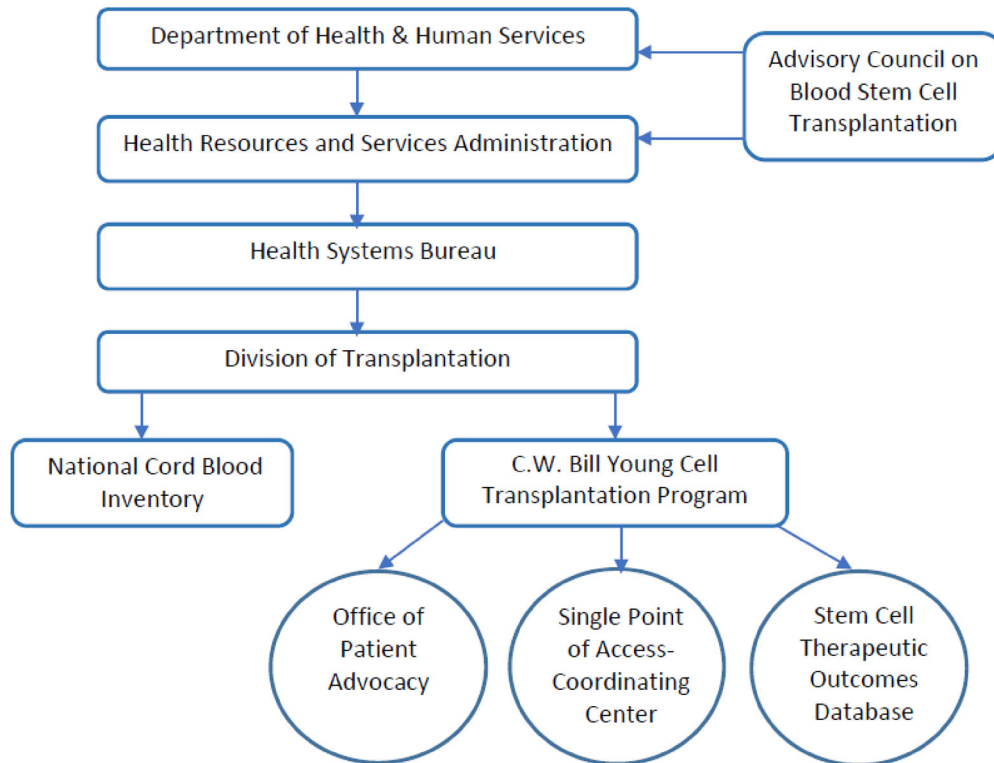 Department of Health & Human Services
Advisory Council on
Blood Stem Cell
Transplantation
Health Resources and Services Administration
Health Systems Bureau
Division of Transplantation
National Cord Blood
Inventory
C.W. Bill Young Cell
Transplantation Program
Office of
Patient
Advocacy
Single Point
of Access-
Coordinating
Center
Stem Cell
Therapeutic
Outcomes
Database